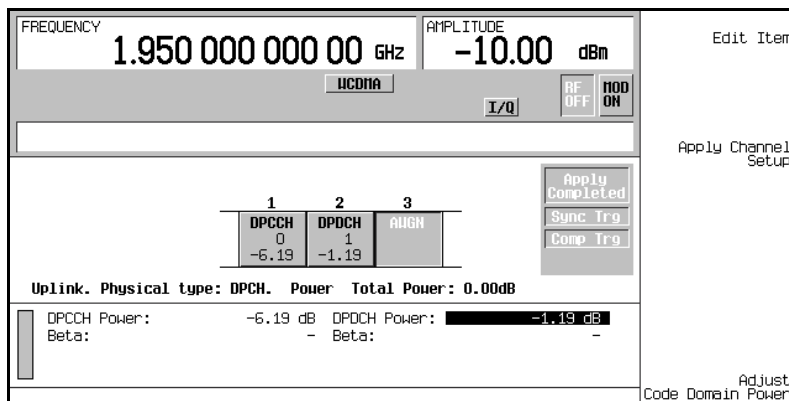 FREQUENCY
1.950 000 000 00 GHz
AMPLITUDE
-10.00 dBm
WCDMA
I/Q
RF OFF
MOD ON
Edit Item
Apply Channel
Setup
Apply
Completed
Sync Trg
Comp Trg
1 2 3
DPCCH DPDCH AWGN
0 1
-6.19 -1.19
Uplink. Physical type: DPCH. Power Total Power: 0.00dB
DPCCH Power: -6.19 dB DPDCH Power: -1.19 dB
Beta: - Beta: -
Adjust
Code Domain Power